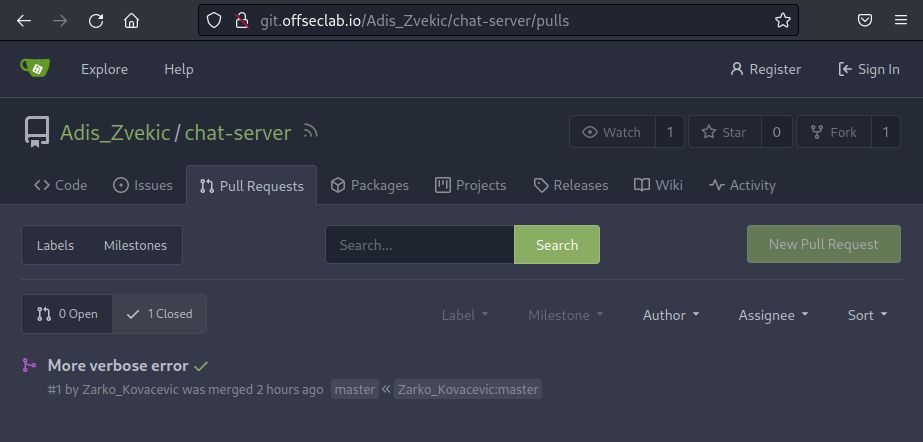 git.offseclab.io/Adis_Zvekic/chat-server/pulls
Explore Help Register Sign In
Adis_Zvekic/chat-server Watch 1 Star 0 Fork 1
Code Issues Pull Requests Packages Projects Releases Wiki Activity
Labels Milestones Search... Search New Pull Request
0 Open 1 Closed Label Milestone Author Assignee Sort
More verbose error
#1 by Zarko_Kovacevic was merged 2 hours ago master « Zarko_Kovacevic:master